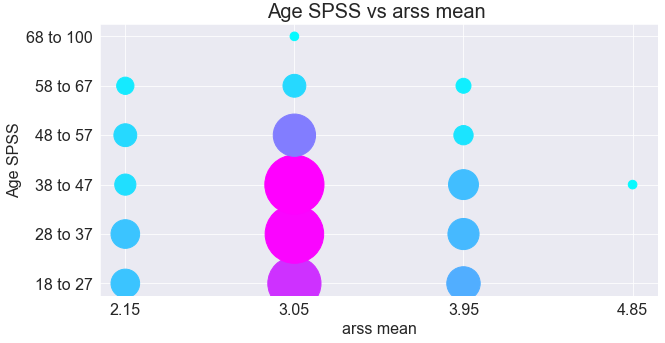 Age SPSS vs arss mean
68 to 100
58 to 67
48 to 57
38 to 47
28 to 37
18 to 27
Age SPSS
2.15 3.05 3.95 4.85
arss mean